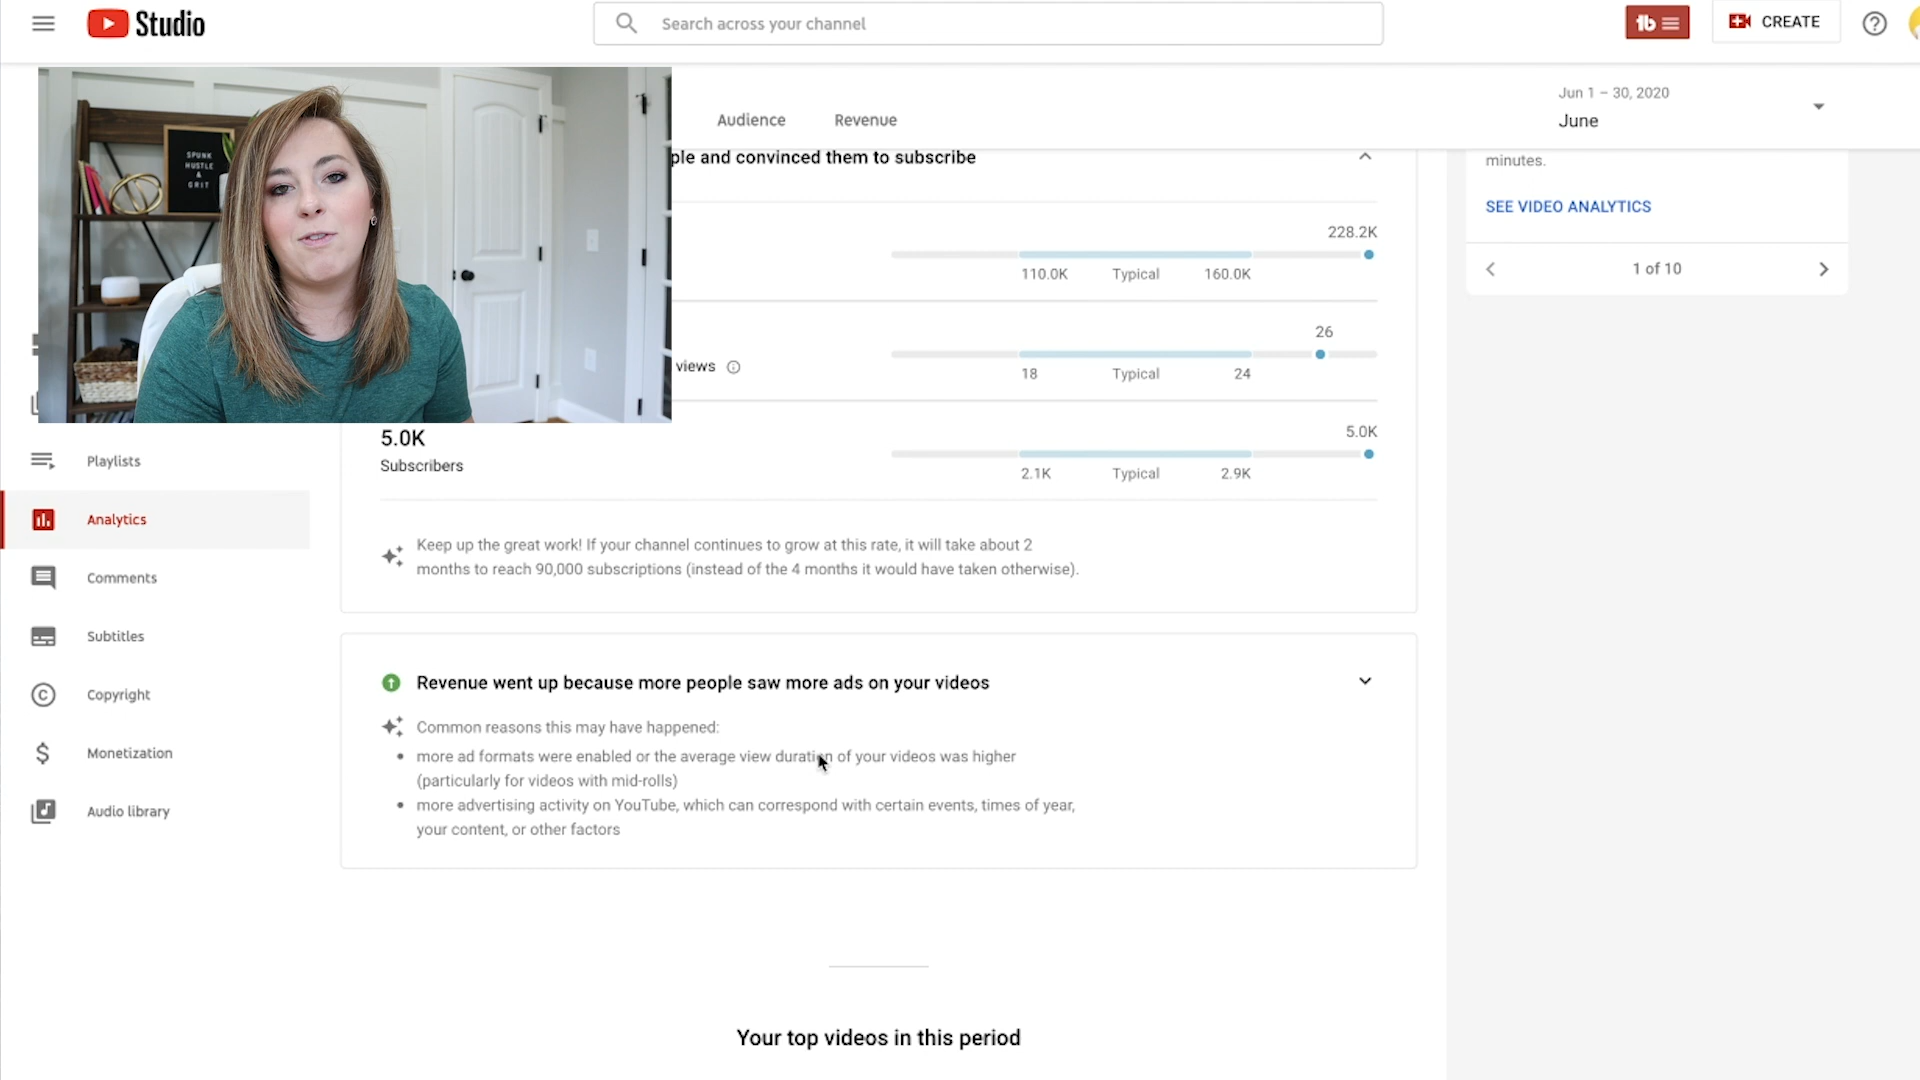 Studio
Search across your channel
tb
CREATE
Audience
Revenue
Jun 1 – 30, 2020
June
SPUNK
HUSTLE
&
GRIT
ple and convinced them to subscribe
minutes.
SEE VIDEO ANALYTICS
1 of 10
228.2K
110.0K Typical 160.0K
views
26
18 Typical 24
5.0K
Subscribers
5.0K
2.1K Typical 2.9K
Keep up the great work! If your channel continues to grow at this rate, it will take about 2
months to reach 90,000 subscriptions (instead of the 4 months it would have taken otherwise).
Playlists
Analytics
Comments
Subtitles
Copyright
Monetization
Audio library
Revenue went up because more people saw more ads on your videos
Common reasons this may have happened:
• more ad formats were enabled or the average view duration of your videos was higher
(particularly for videos with mid-rolls)
• more advertising activity on YouTube, which can correspond with certain events, times of year,
your content, or other factors
Your top videos in this period